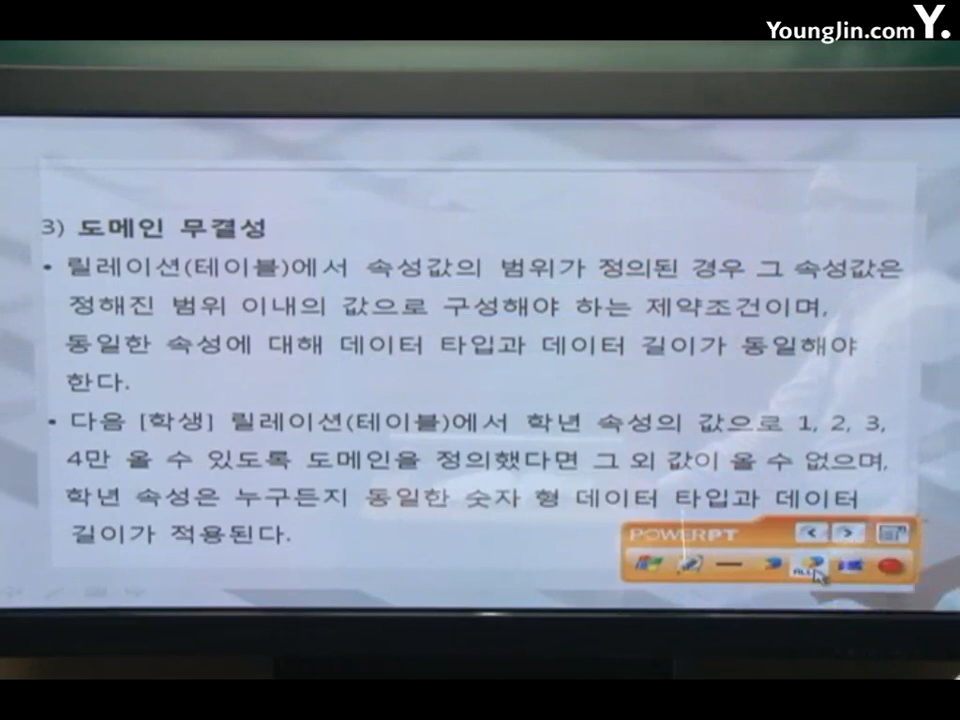 YoungJin.com Y.
3) 도메인 무결성
• 릴레이션(테이블)에서 속성값의 범위가 정의된 경우 그 속성값은
정해진 범위 이내의 값으로 구성해야 하는 제약조건이며,
동일한 속성에 대해 데이터 타입과 데이터 길이가 동일해야
한다.
• 다음 [학생] 릴레이션(테이블)에서 학년 속성의 값으로 1, 2, 3,
4만 올 수 있도록 도메인을 정의했다면 그 외 값이 올 수 없으며,
학년 속성은 누구든지 동일한 숫자 형 데이터 타입과 데이터
길이가 적용된다.
POWERPT
ALL